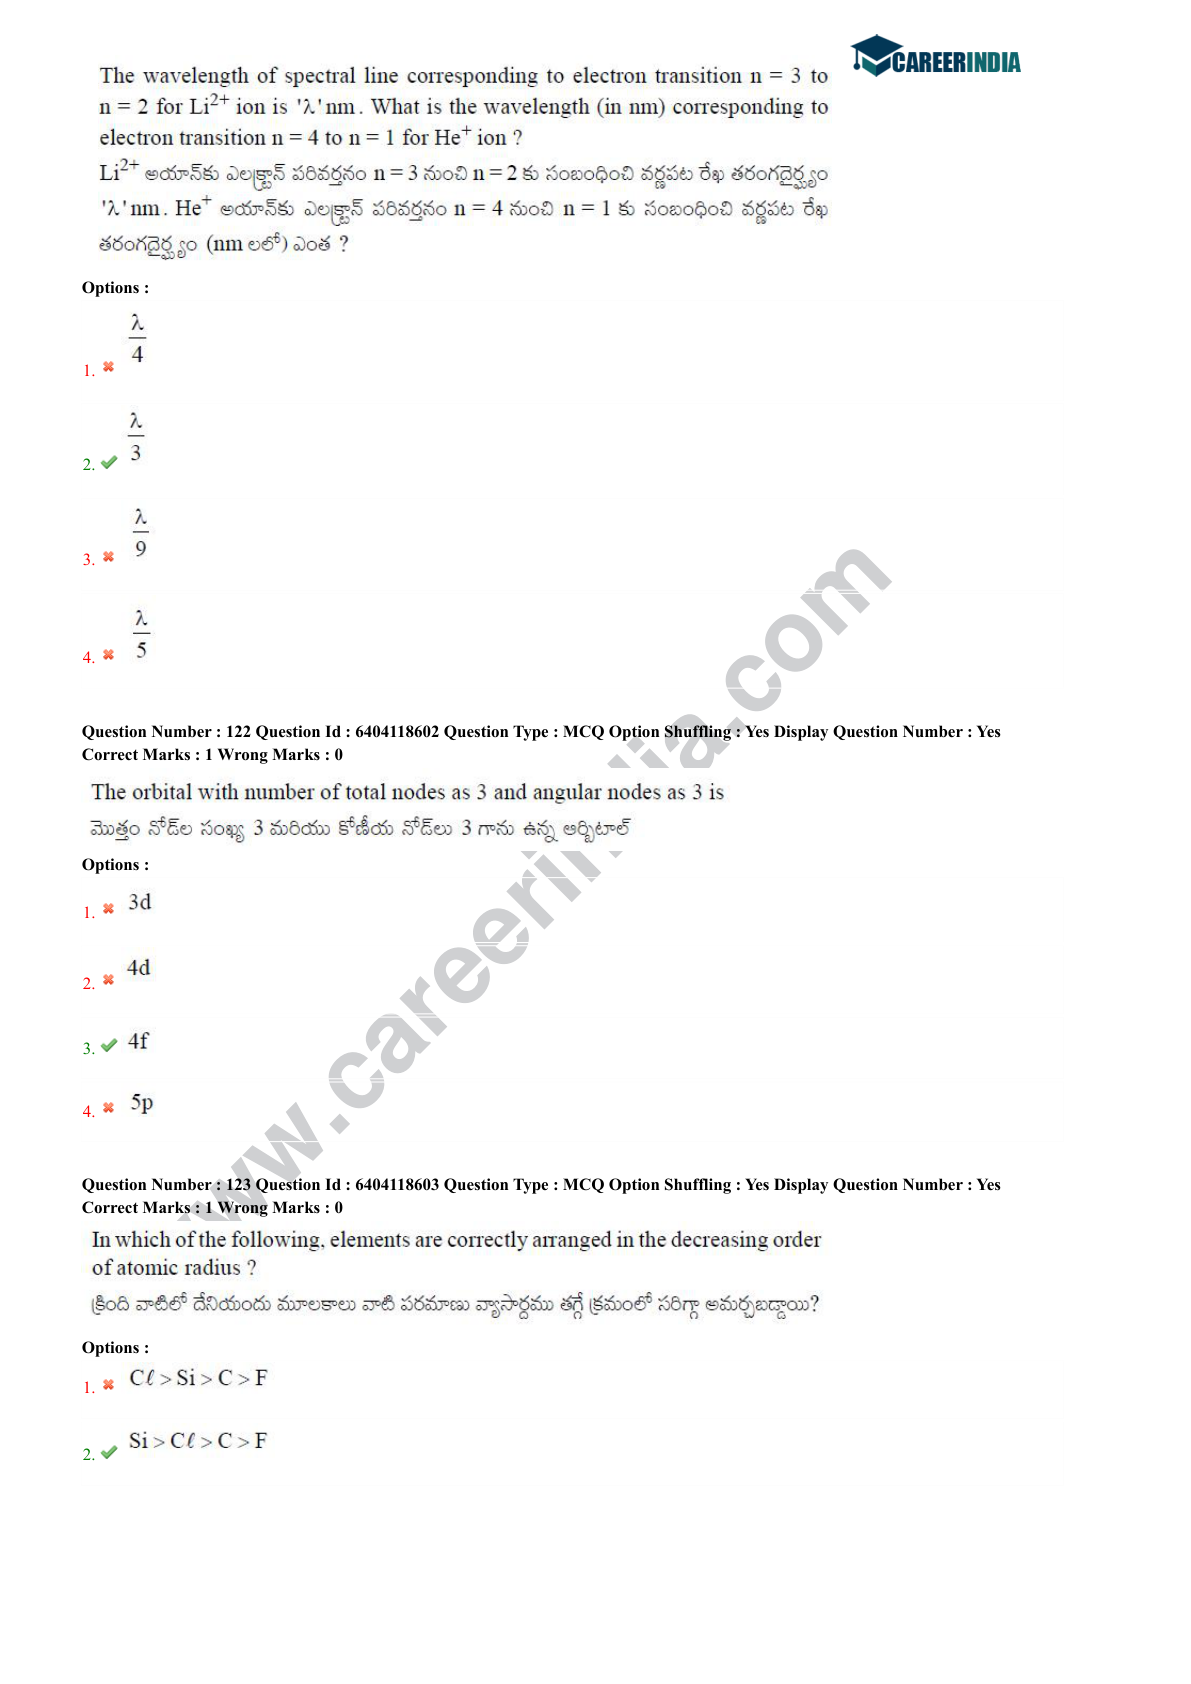 CAREERINDIA
The wavelength of spectral line corresponding to electron transition n = 3 to
n = 2 for Li²⁺ ion is 'λ' nm. What is the wavelength (in nm) corresponding to
electron transition n = 4 to n = 1 for He⁺ ion ?
Li²⁺ అయాన్‌కు ఎలక్ట్రాన్ పరివర్తనం n = 3 నుంచి n = 2 కు సంబంధించి వర్ణపట రేఖ తరంగదైర్ఘ్యం
'λ' nm. He⁺ అయాన్‌కు ఎలక్ట్రాన్ పరివర్తనం n = 4 నుంచి n = 1 కు సంబంధించి వర్ణపట రేఖ
తరంగదైర్ఘ్యం (nm లలో) ఎంత ?
Options :
1. ✖ λ/4
2. ✔ λ/3
3. ✖ λ/9
4. ✖ λ/5
Question Number : 122 Question Id : 6404118602 Question Type : MCQ Option Shuffling : Yes Display Question Number : Yes
Correct Marks : 1 Wrong Marks : 0
The orbital with number of total nodes as 3 and angular nodes as 3 is
మొత్తం నోడ్‌ల సంఖ్య 3 మరియు కోణీయ నోడ్‌లు 3 గాను ఉన్న ఆర్బిటాల్
Options :
1. ✖ 3d
2. ✖ 4d
3. ✔ 4f
4. ✖ 5p
Question Number : 123 Question Id : 6404118603 Question Type : MCQ Option Shuffling : Yes Display Question Number : Yes
Correct Marks : 1 Wrong Marks : 0
In which of the following, elements are correctly arranged in the decreasing order
of atomic radius ?
క్రింది వాటిలో దేనియందు మూలకాలు వాటి పరమాణు వ్యాసార్ధము తగ్గే క్రమంలో సరిగ్గా అమర్చబడ్డాయి?
Options :
1. ✖ Cℓ > Si > C > F
2. ✔ Si > Cℓ > C > F
www.careerindia.com